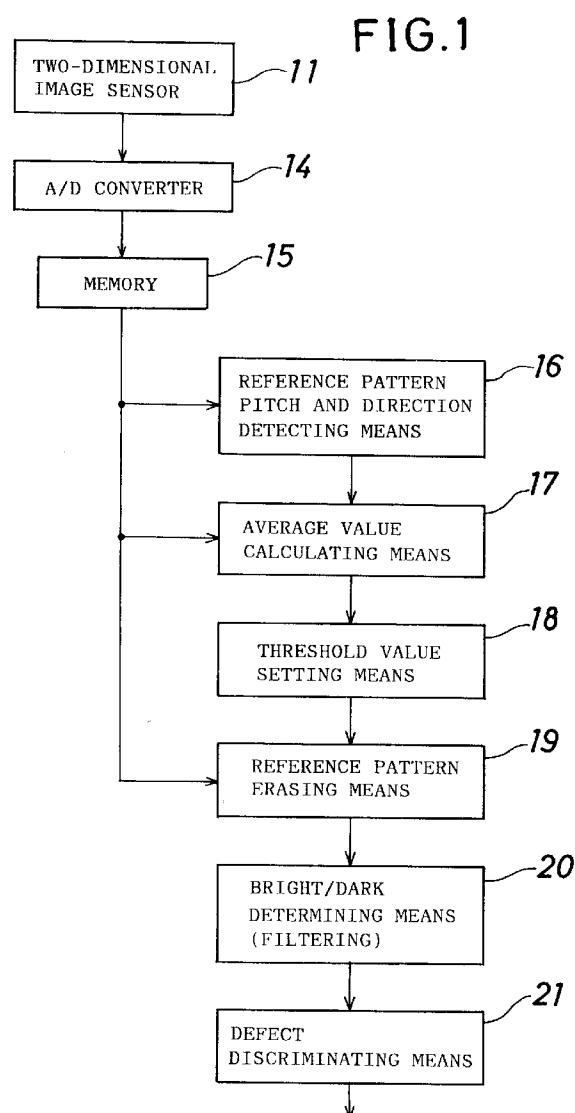 FIG.1
TWO-DIMENSIONAL
IMAGE SENSOR
11
A/D CONVERTER
14
MEMORY
15
REFERENCE PATTERN
PITCH AND DIRECTION
DETECTING MEANS
16
AVERAGE VALUE
CALCULATING MEANS
17
THRESHOLD VALUE
SETTING MEANS
18
REFERENCE PATTERN
ERASING MEANS
19
BRIGHT/DARK
DETERMINING MEANS
(FILTERING)
20
DEFECT
DISCRIMINATING MEANS
21